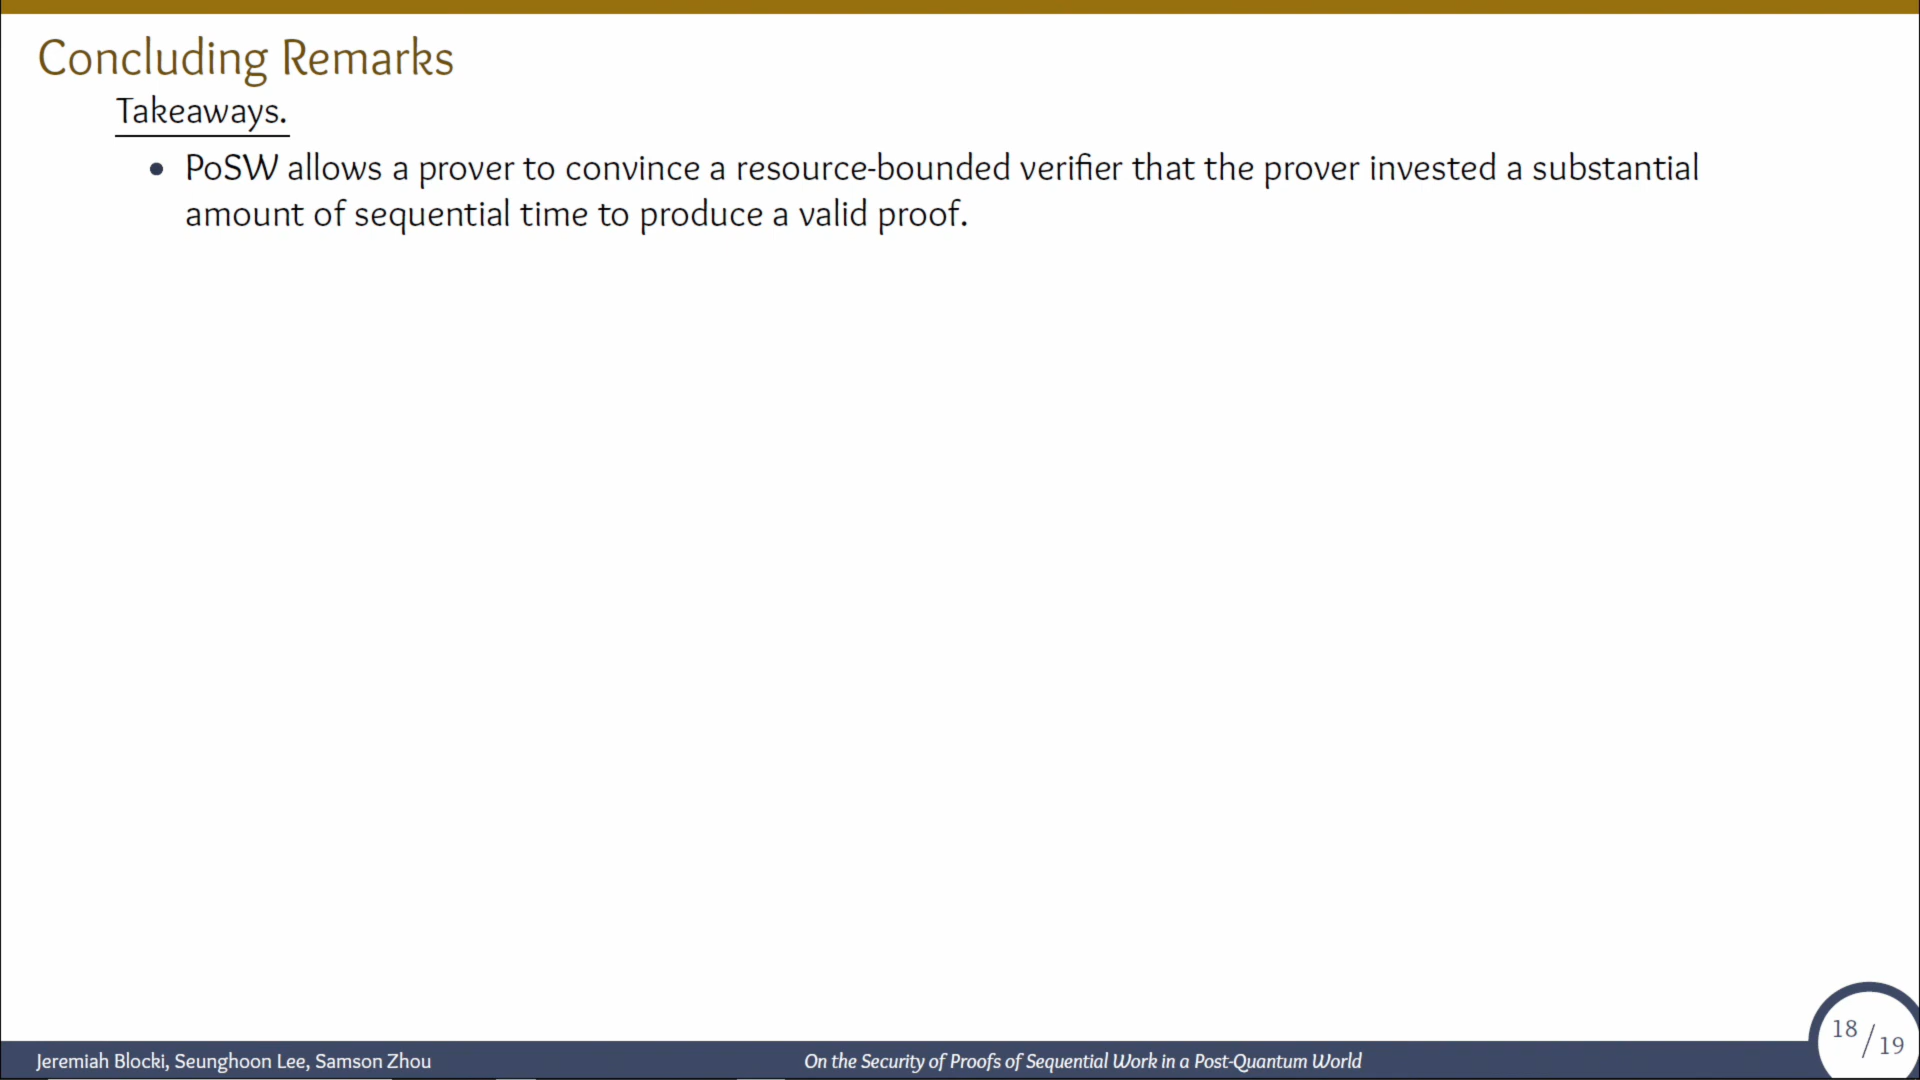 Concluding Remarks
Takeaways.
• PoSW allows a prover to convince a resource-bounded verifier that the prover invested a substantial
amount of sequential time to produce a valid proof.
Jeremiah Blocki, Seunghoon Lee, Samson Zhou
On the Security of Proofs of Sequential Work in a Post-Quantum World
18/19